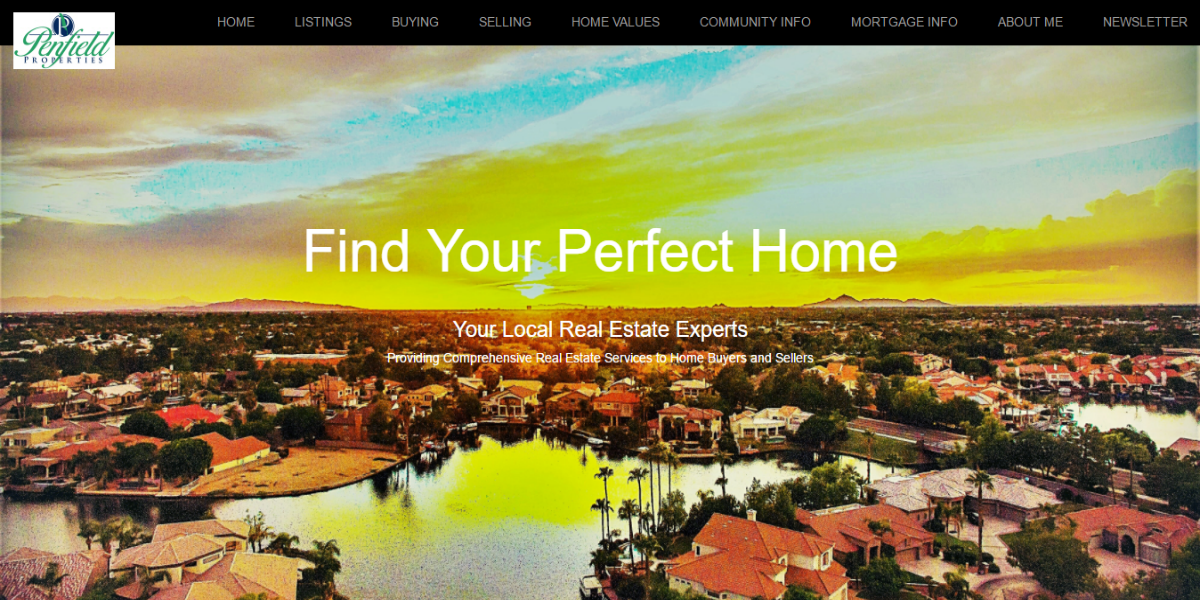 HOME LISTINGS BUYING SELLING HOME VALUES COMMUNITY INFO MORTGAGE INFO ABOUT ME NEWSLETTER
P
Penfield
PROPERTIES
Find Your Perfect Home
Your Local Real Estate Experts
Providing Comprehensive Real Estate Services to Home Buyers and Sellers